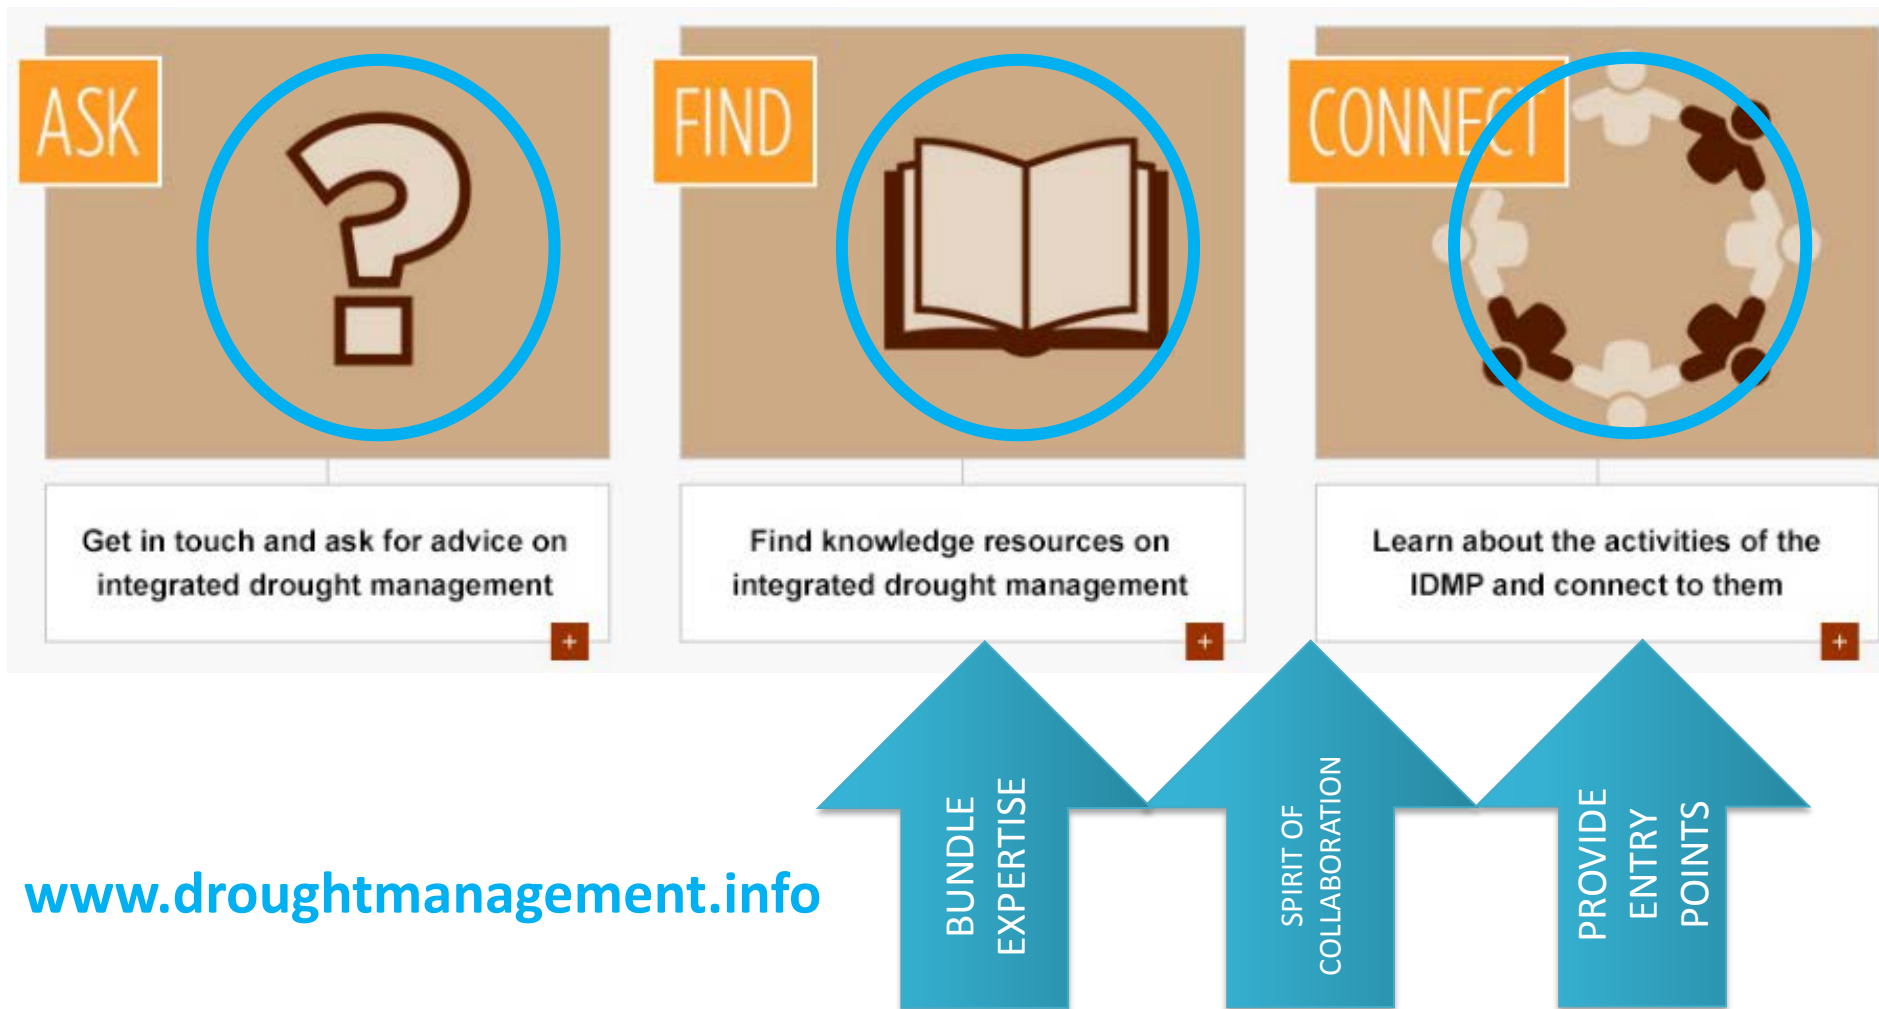 ASK
FIND
CONNECT
Get in touch and ask for advice on
integrated drought management
+
Find knowledge resources on
integrated drought management
+
Learn about the activities of the
IDMP and connect to them
+
BUNDLE
EXPERTISE
SPIRIT OF
COLLABORATION
PROVIDE
ENTRY
POINTS
www.droughtmanagement.info